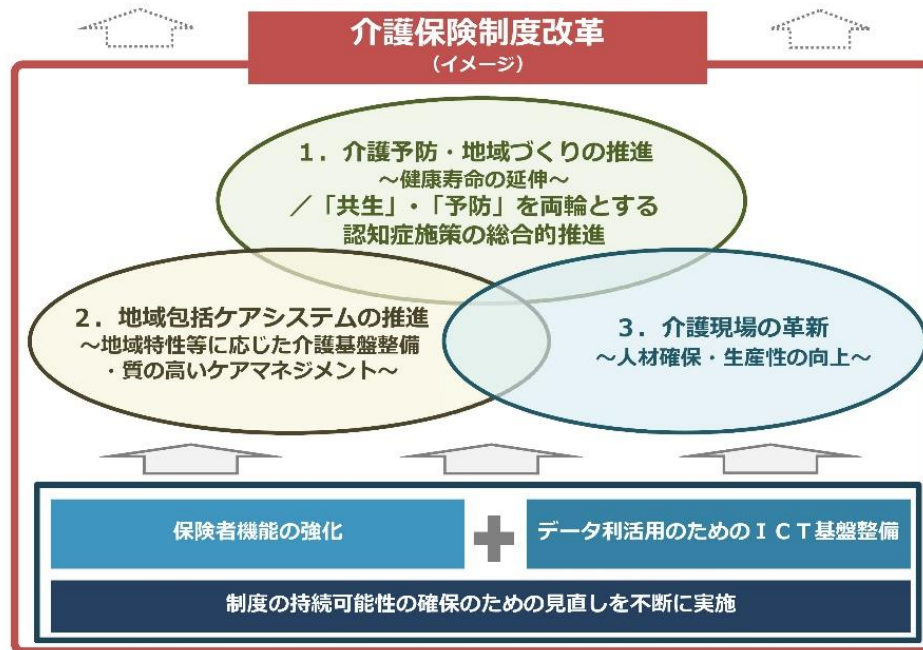 介護保険制度改革
（イメージ）
１．介護予防・地域づくりの推進
～健康寿命の延伸～
／「共生」・「予防」を両輪とする
認知症施策の総合的推進
２．地域包括ケアシステムの推進
～地域特性等に応じた介護基盤整備
・質の高いケアマネジメント～
３．介護現場の革新
～人材確保・生産性の向上～
保険者機能の強化
データ利活用のためのＩＣＴ基盤整備
制度の持続可能性の確保のための見直しを不断に実施